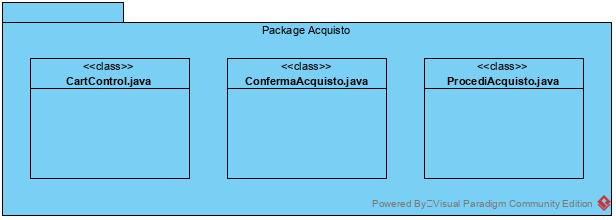 Package Acquisto
<<class>>
CartControl.java
<<class>>
ConfermaAcquisto.java
<<class>>
ProcediAcquisto.java
Powered By Visual Paradigm Community Edition